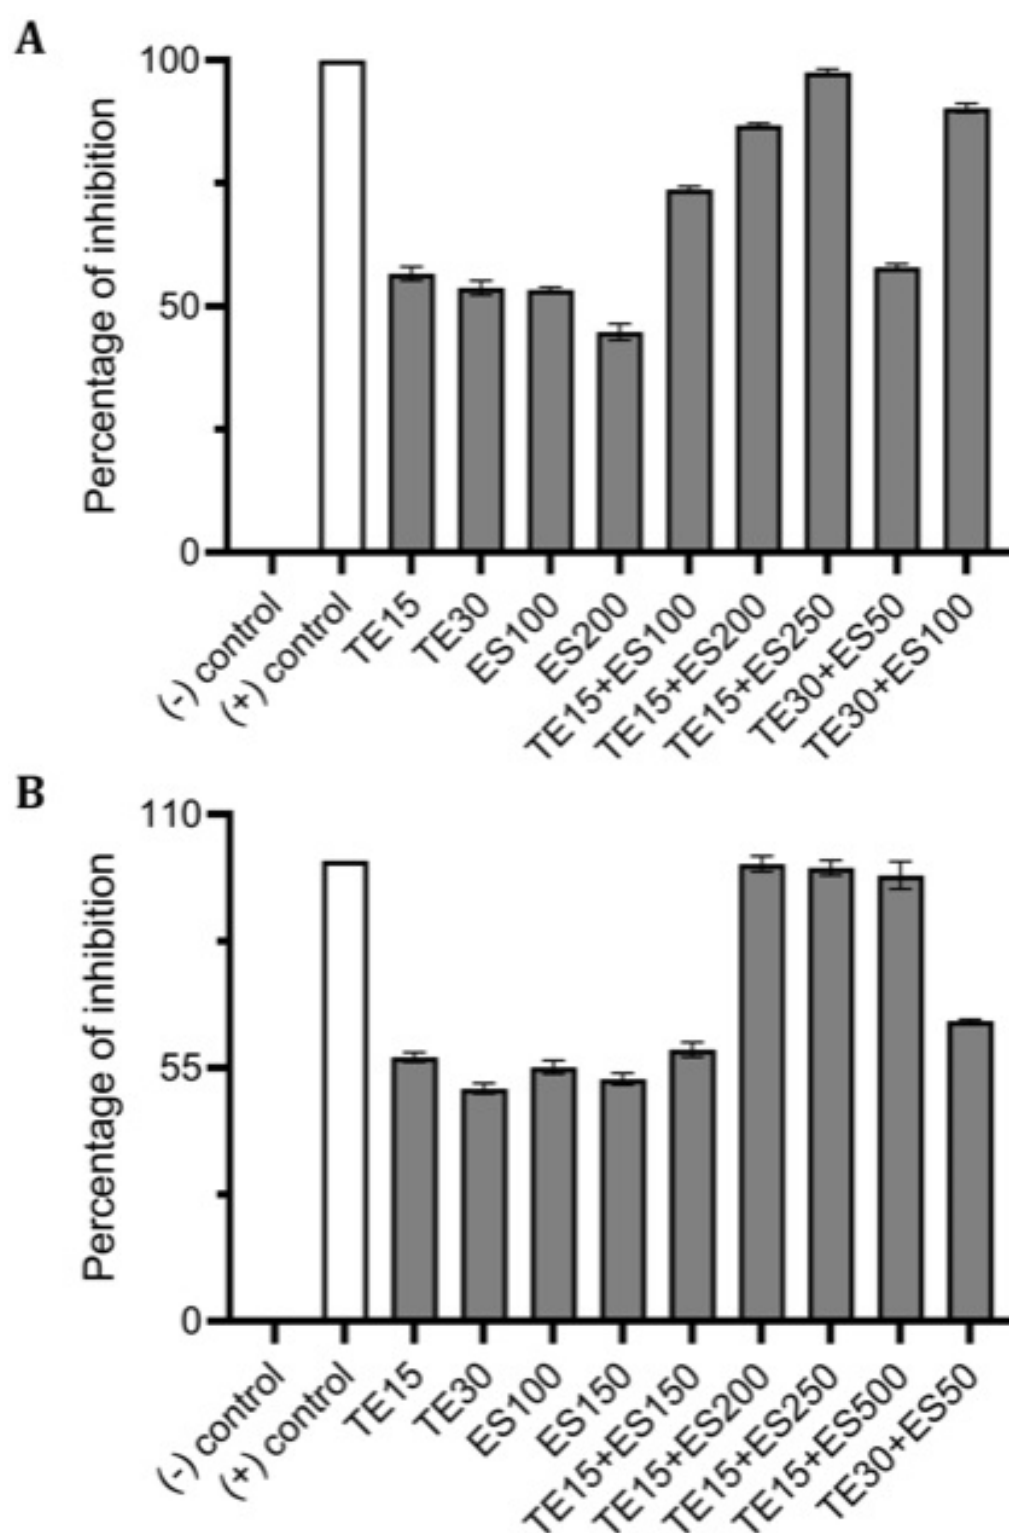 A
Percentage of inhibition
100
50
0
(-) control
(+) control
TE15
TE30
ES100
ES200
TE15+ES100
TE15+ES200
TE15+ES250
TE30+ES50
TE30+ES100
B
Percentage of inhibition
110
55
0
(-) control
(+) control
TE15
TE30
ES100
ES150
TE15+ES150
TE15+ES200
TE15+ES250
TE15+ES500
TE30+ES50